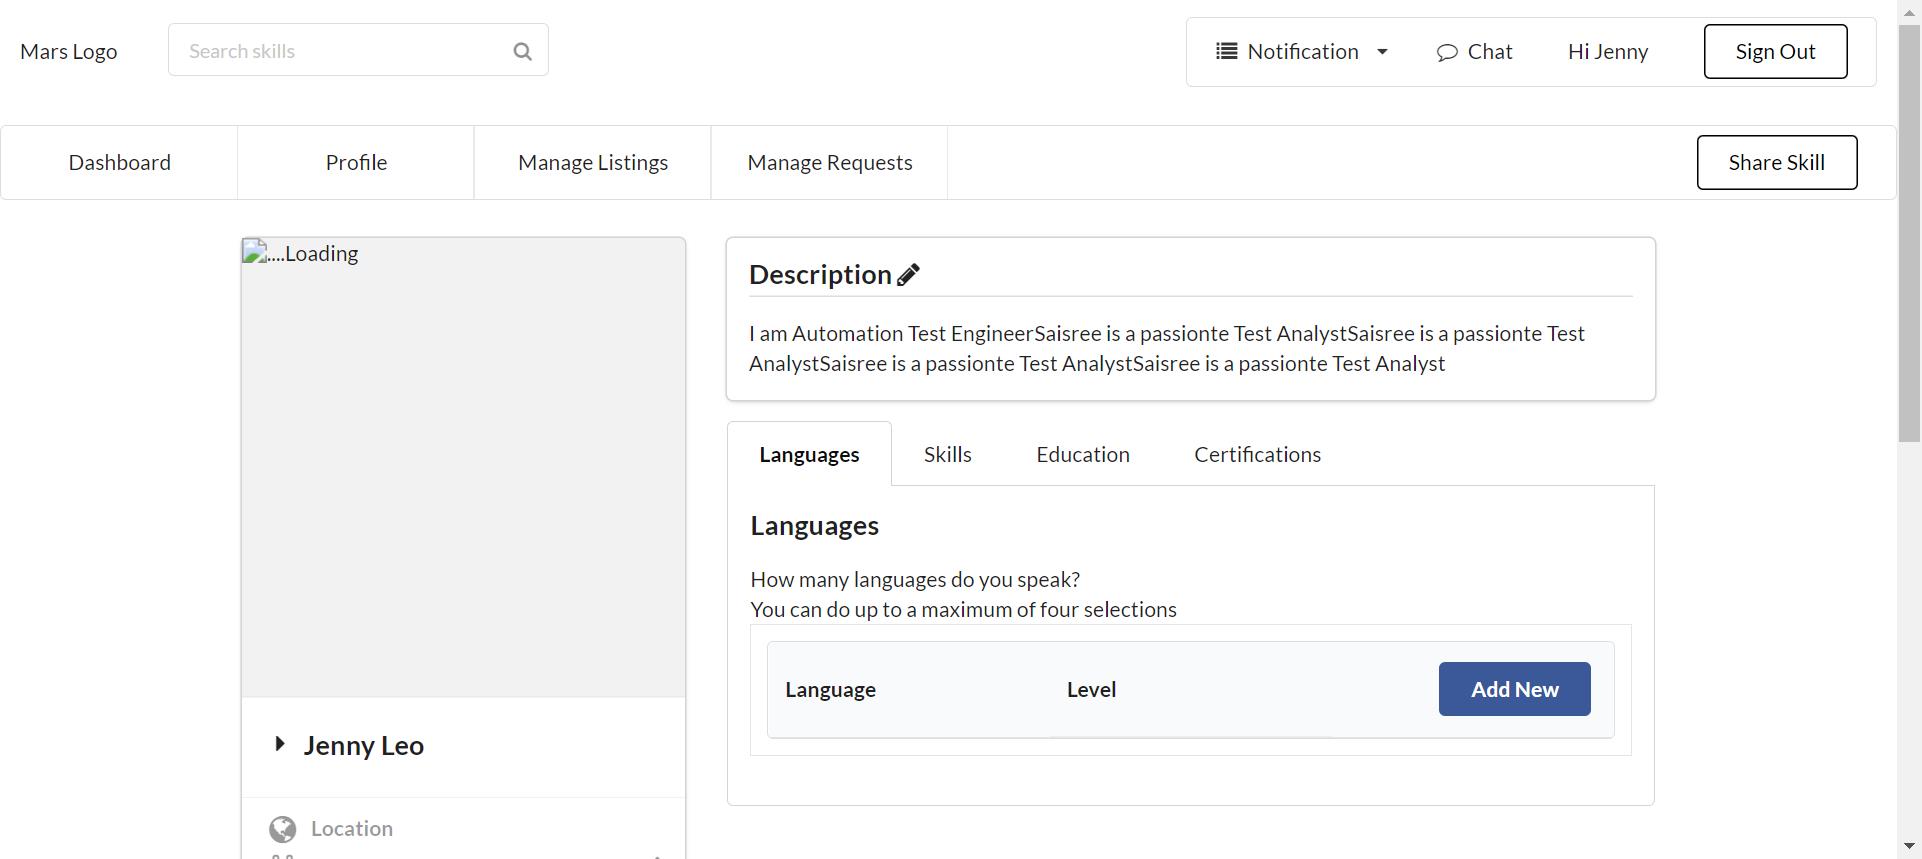 Mars Logo
Search skills
Notification
Chat
Hi Jenny
Sign Out
Dashboard
Profile
Manage Listings
Manage Requests
Share Skill
....Loading
Jenny Leo
Location
Description
I am Automation Test EngineerSaisree is a passionte Test AnalystSaisree is a passionte Test
AnalystSaisree is a passionte Test AnalystSaisree is a passionte Test Analyst
Languages
Skills
Education
Certifications
Languages
How many languages do you speak?
You can do up to a maximum of four selections
Language
Level
Add New